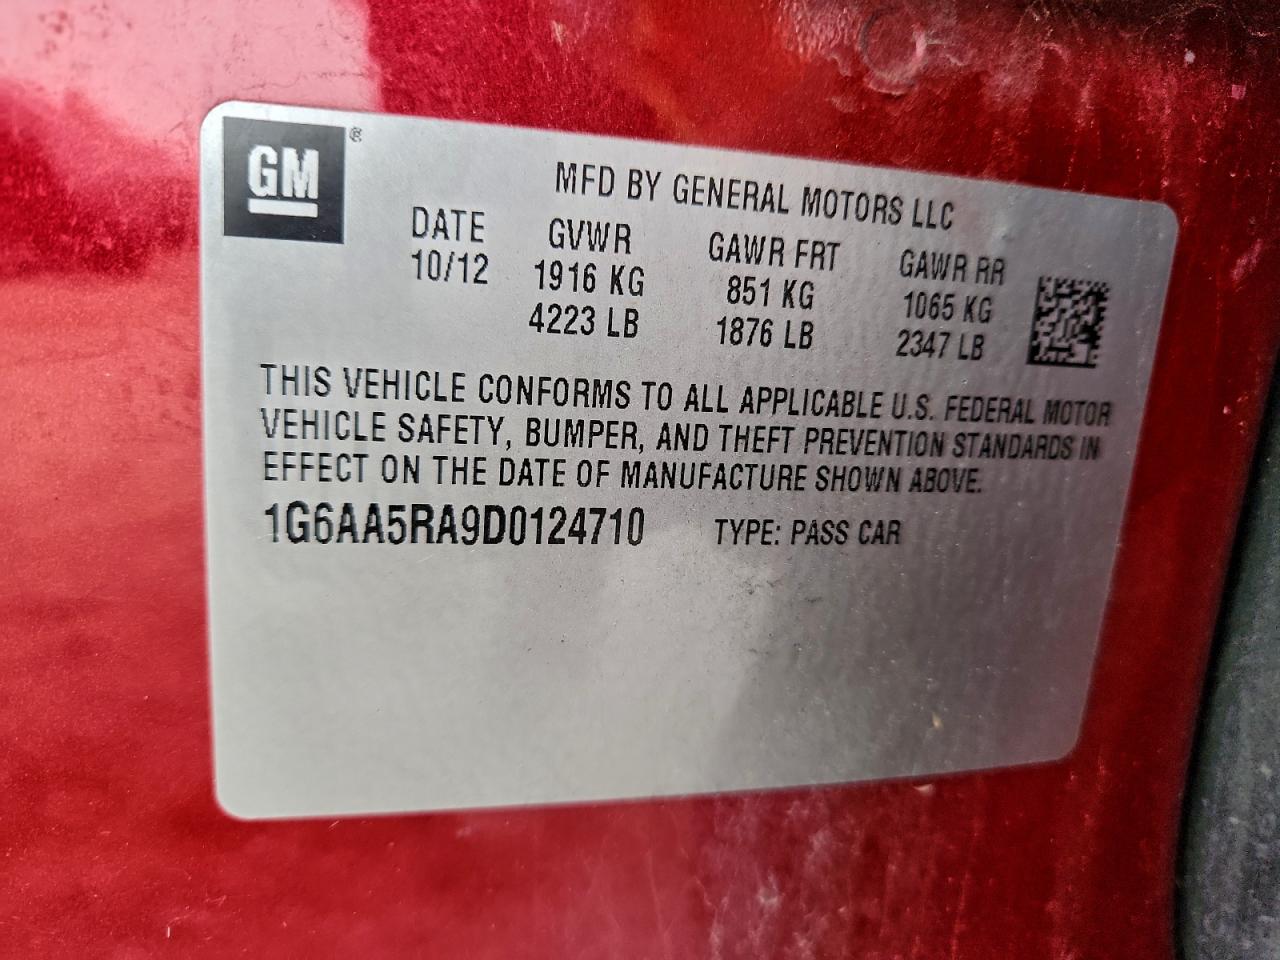 GM ®
MFD BY GENERAL MOTORS LLC
DATE GVWR GAWR FRT GAWR RR
10/12 1916 KG 851 KG 1065 KG
4223 LB 1876 LB 2347 LB
THIS VEHICLE CONFORMS TO ALL APPLICABLE U.S. FEDERAL MOTOR
VEHICLE SAFETY, BUMPER, AND THEFT PREVENTION STANDARDS IN
EFFECT ON THE DATE OF MANUFACTURE SHOWN ABOVE.
1G6AA5RA9D0124710 TYPE: PASS CAR